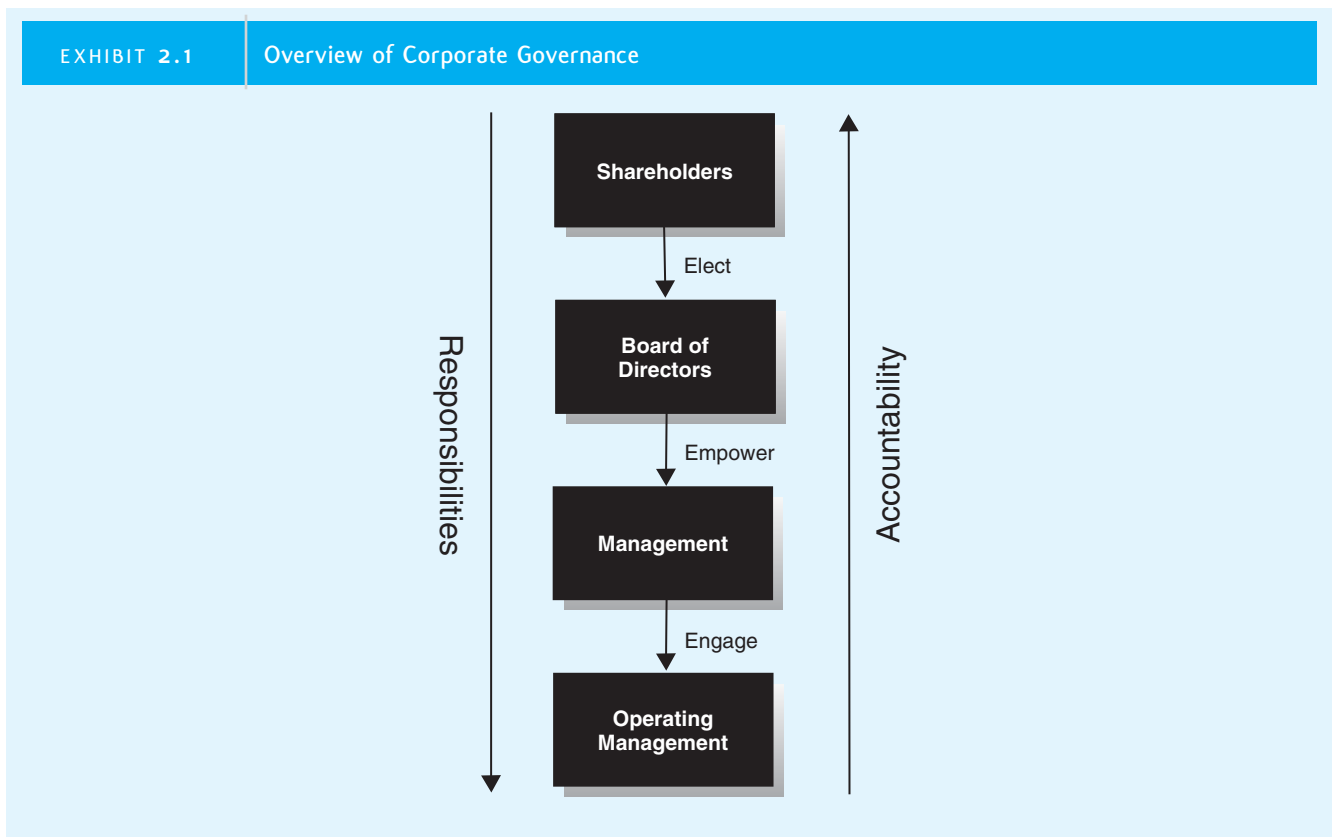 EXHIBIT 2.1
Overview of Corporate Governance
Shareholders
Elect
Board of
Directors
Empower
Management
Engage
Operating
Management
Responsibilities
Accountability